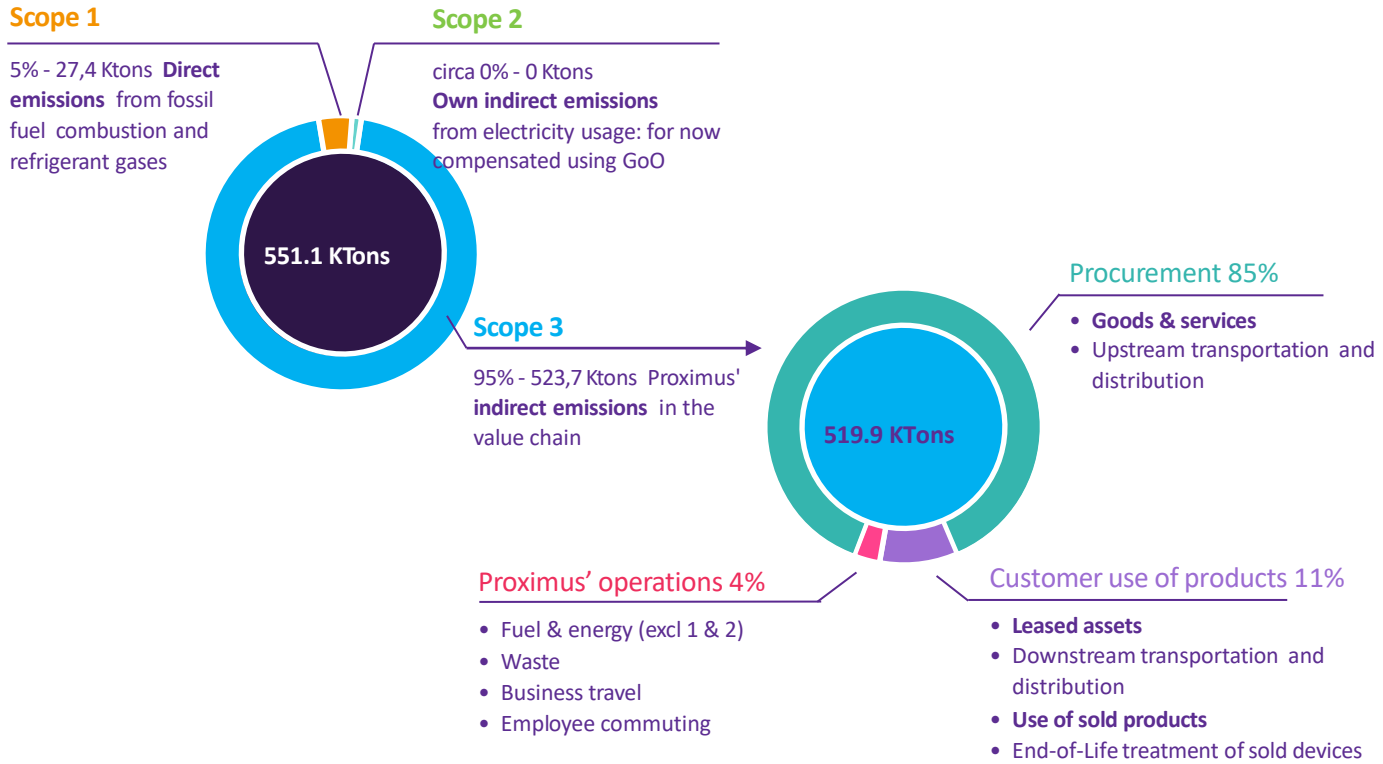 Scope 1
5% - 27,4 Ktons Direct
emissions from fossil
fuel combustion and
refrigerant gases
Scope 2
circa 0% - 0 Ktons
Own indirect emissions
from electricity usage: for now
compensated using GoO
551.1 KTons
Scope 3
95% - 523,7 Ktons Proximus'
indirect emissions in the
value chain
519.9 KTons
Procurement 85%
• Goods & services
• Upstream transportation and
distribution
Proximus’ operations 4%
• Fuel & energy (excl 1 & 2)
• Waste
• Business travel
• Employee commuting
Customer use of products 11%
• Leased assets
• Downstream transportation and
distribution
• Use of sold products
• End-of-Life treatment of sold devices